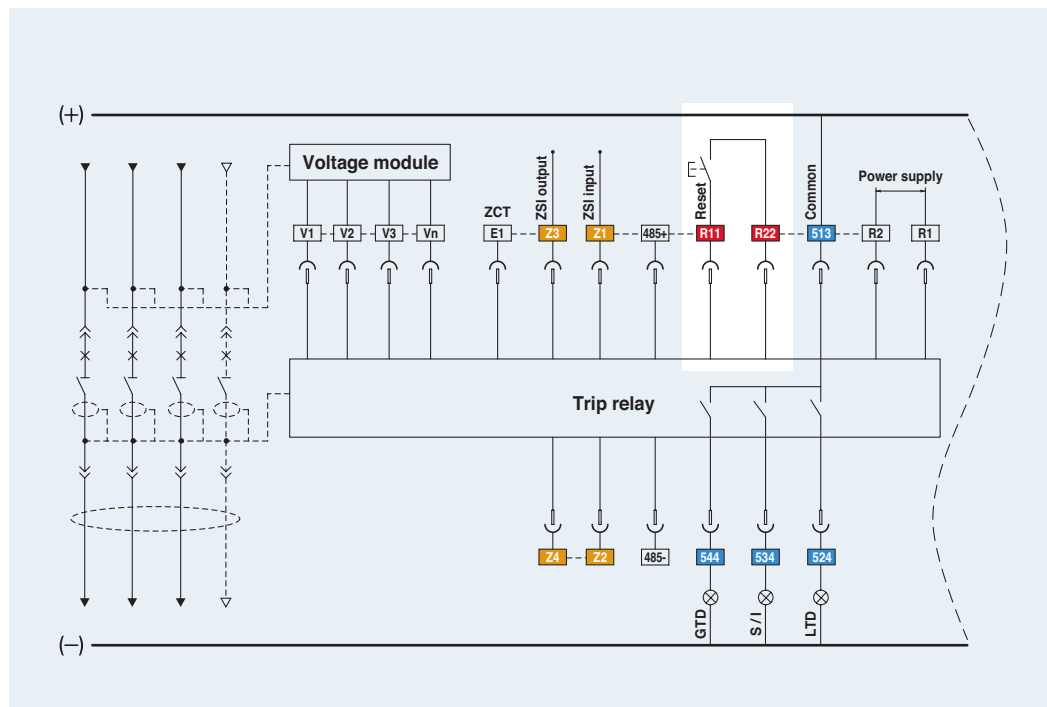 (+)
Voltage module
ZCT
ZSI output
ZSI input
Reset
Common
Power supply
V1
V2
V3
Vn
E1
Z3
Z1
485+
R11
R22
513
R2
R1
Trip relay
Z4
Z2
485-
544
534
524
GTD
S / I
LTD
(−)